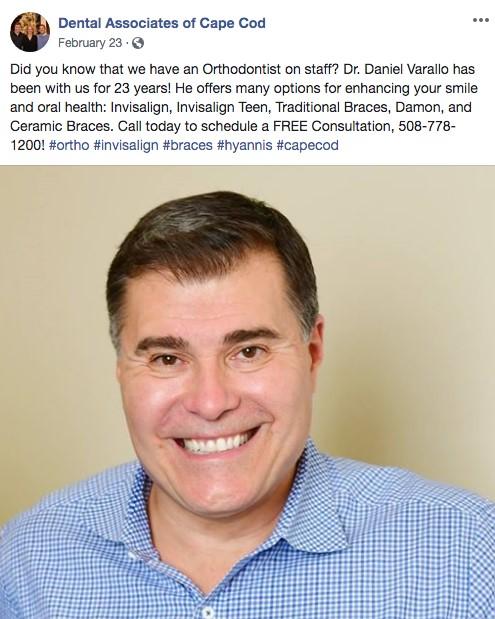 Dental Associates of Cape Cod
February 23 ·
Did you know that we have an Orthodontist on staff? Dr. Daniel Varallo has
been with us for 23 years! He offers many options for enhancing your smile
and oral health: Invisalign, Invisalign Teen, Traditional Braces, Damon, and
Ceramic Braces. Call today to schedule a FREE Consultation, 508-778-
1200! #ortho #invisalign #braces #hyannis #capecod